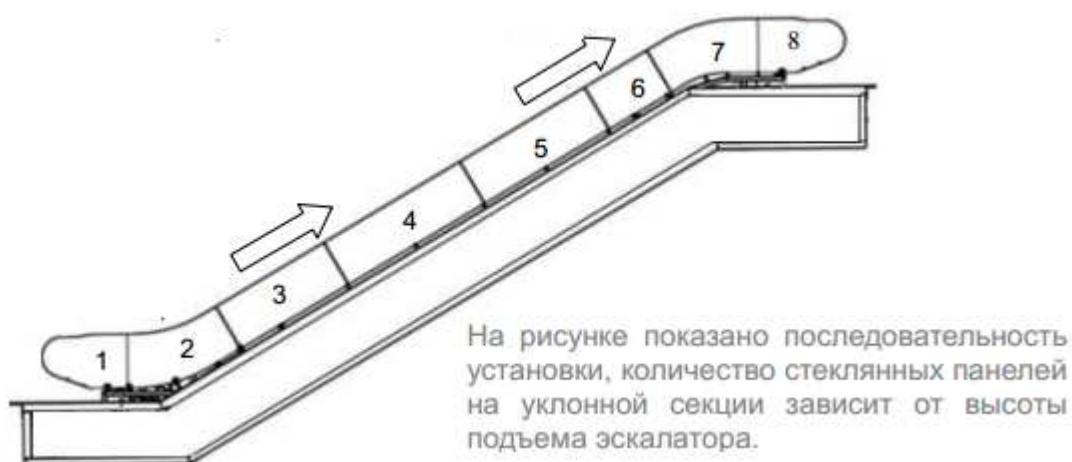 8
7
6
5
4
3
2
1
На рисунке показано последовательность
установки, количество стеклянных панелей
на уклонной секции зависит от высоты
подъема эскалатора.